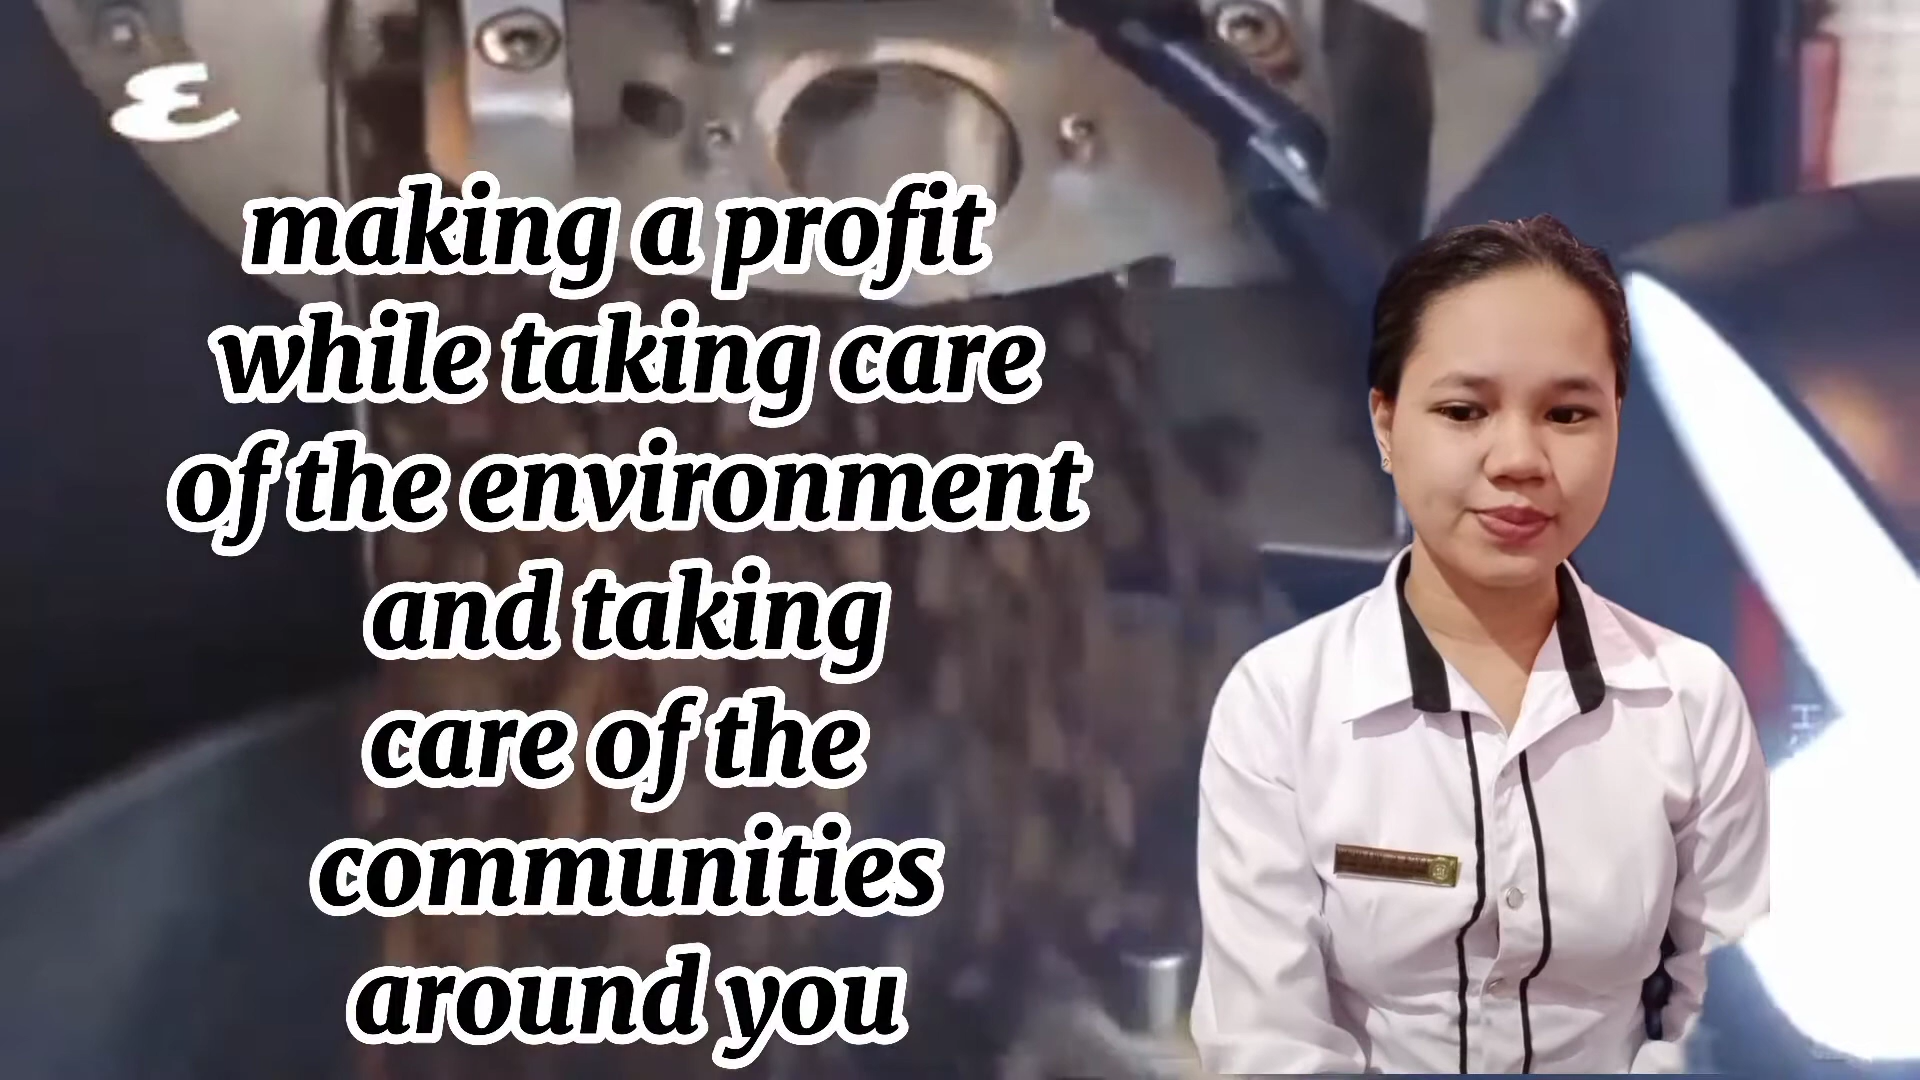 ε
making a profit
while taking care
of the environment
and taking
care of the
communities
around you